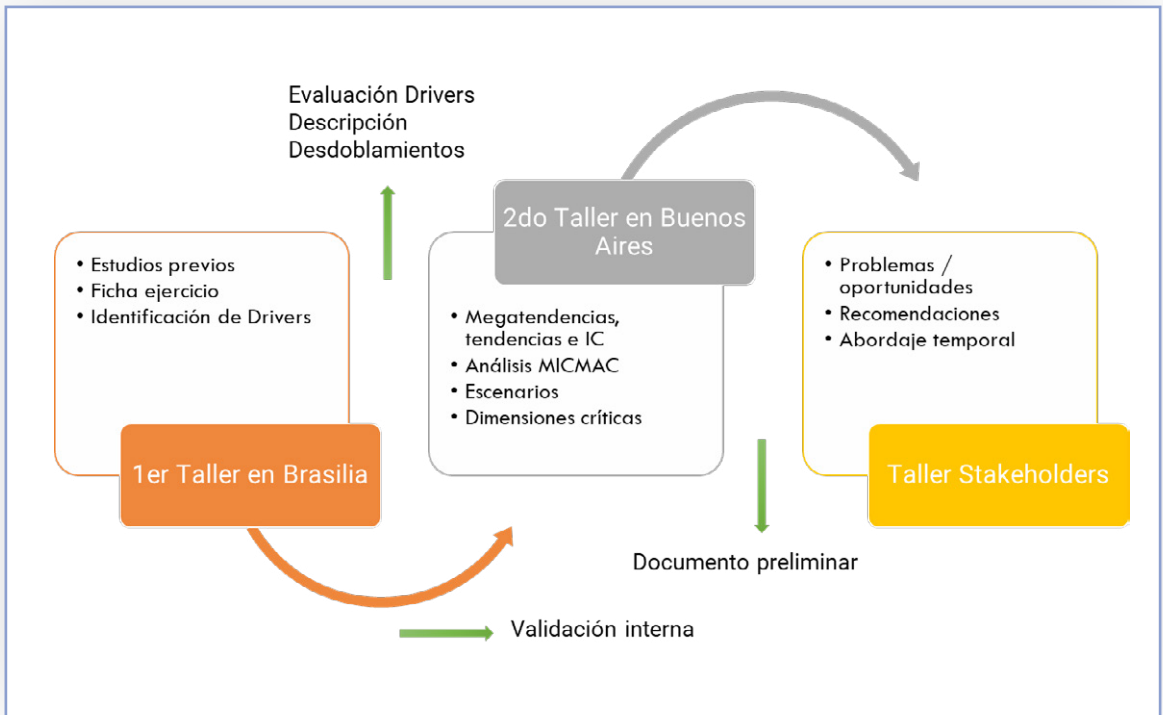 Evaluación Drivers
Descripción
Desdoblamientos
• Estudios previos
• Ficha ejercicio
• Identificación de Drivers
1er Taller en Brasilia
2do Taller en Buenos
Aires
• Megatendencias,
tendencias e IC
• Análisis MICMAC
• Escenarios
• Dimensiones críticas
• Problemas /
oportunidades
• Recomendaciones
• Abordaje temporal
Taller Stakeholders
Documento preliminar
Validación interna